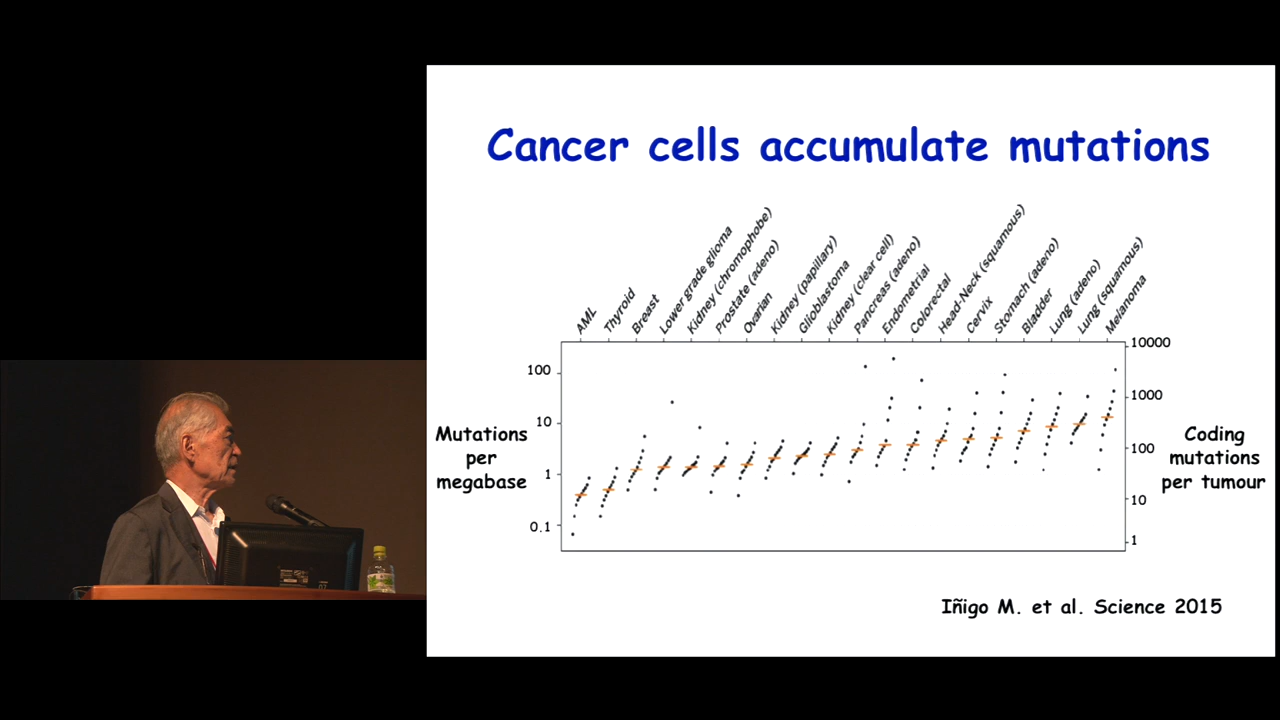 Cancer cells accumulate mutations
AML
Thyroid
Breast
Lower grade glioma
Kidney (chromophobe)
Prostate (adeno)
Ovarian
Kidney (papillary)
Glioblastoma
Kidney (clear cell)
Pancreas (adeno)
Endometrial
Colorectal
Head-Neck (squamous)
Cervix
Stomach (adeno)
Bladder
Lung (adeno)
Lung (squamous)
Melanoma
100
10
1
0.1
Mutations
per
megabase
10000
1000
100
10
1
Coding
mutations
per tumour
Iñigo M. et al. Science 2015